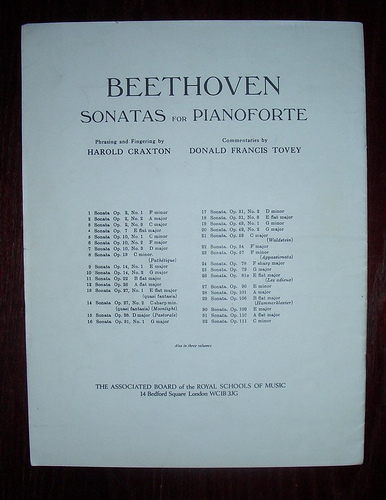 BEETHOVEN
SONATAS FOR PIANOFORTE
Phrasing and Fingering by
HAROLD CRAXTON
Commentaries by
DONALD FRANCIS TOVEY
1 Sonata Op. 2, No. 1 F minor
2 Sonata Op. 2, No. 2 A major
3 Sonata Op. 2, No. 3 C major
4 Sonata Op. 7 E flat major
5 Sonata Op. 10, No. 1 C minor
6 Sonata Op. 10, No. 2 F major
7 Sonata Op. 10, No. 3 D major
8 Sonata Op. 13 C minor.
(Pathétique)
9 Sonata Op. 14, No. 1 E major
10 Sonata Op. 14, No. 2 G major
11 Sonata Op. 22 B flat major
12 Sonata Op. 26 A flat major
13 Sonata Op. 27, No. 1 E flat major
(quasi fantasia)
14 Sonata Op. 27, No. 2 C sharp min.
(quasi fantasia) (Moonlight)
15 Sonata Op. 28. D major (Pastorale)
16 Sonata Op. 31, No. 1 G major
17 Sonata, Op. 31, No. 2 D minor
18 Sonata, Op. 31, No. 3 E flat major
19 Sonata, Op. 49, No. 1 G minor
20 Sonata, Op. 49, No. 2 G major
21 Sonata, Op. 53 C major
(Waldstein)
22 Sonata, Op. 54 F major
23 Sonata, Op. 57 F minor
(Appassionata)
24 Sonata, Op. 78 F sharp major
25 Sonata, Op. 79 G major
26 Sonata, Op. 81a E flat major
(Les adieux)
27 Sonata, Op. 90 E minor
28 Sonata, Op. 101 A major
29 Sonata, Op. 106 B flat major
(Hammerklavier)
30 Sonata, Op. 109 E major
31 Sonata, Op. 110 A flat major
32 Sonata, Op. 111 C minor
Also in three volumes
THE ASSOCIATED BOARD of the ROYAL SCHOOLS OF MUSIC
14 Bedford Square London WC1B 3JG